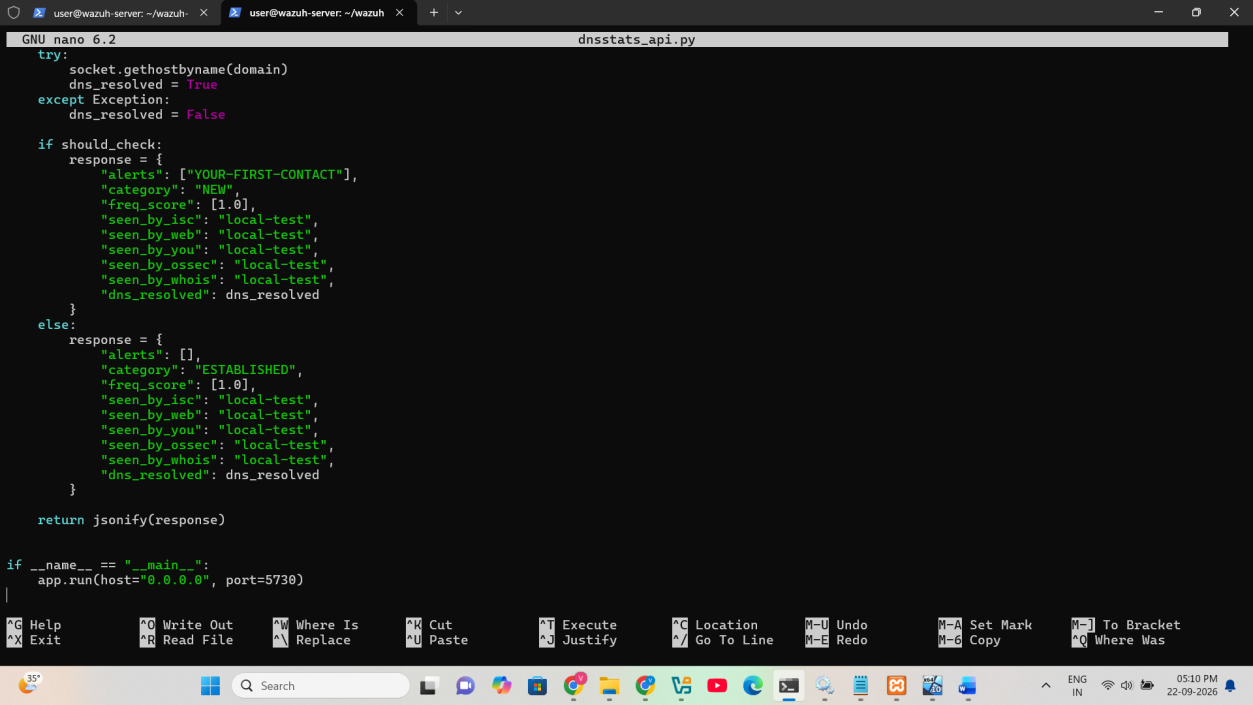 user@wazuh-server: ~/wazuh-
user@wazuh-server: ~/wazuh
GNU nano 6.2 dnsstats_api.py
try:
socket.gethostbyname(domain)
dns_resolved = True
except Exception:
dns_resolved = False
if should_check:
response = {
"alerts": ["YOUR-FIRST-CONTACT"],
"category": "NEW",
"freq_score": [1.0],
"seen_by_isc": "local-test",
"seen_by_web": "local-test",
"seen_by_you": "local-test",
"seen_by_ossec": "local-test",
"seen_by_whois": "local-test",
"dns_resolved": dns_resolved
}
else:
response = {
"alerts": [],
"category": "ESTABLISHED",
"freq_score": [1.0],
"seen_by_isc": "local-test",
"seen_by_web": "local-test",
"seen_by_you": "local-test",
"seen_by_ossec": "local-test",
"seen_by_whois": "local-test",
"dns_resolved": dns_resolved
}
return jsonify(response)
if __name__ == "__main__":
app.run(host="0.0.0.0", port=5730)
^G Help ^O Write Out ^W Where Is ^K Cut ^T Execute ^C Location M-U Undo M-A Set Mark M-] To Bracket
^X Exit ^R Read File ^\ Replace ^U Paste ^J Justify ^/ Go To Line M-E Redo M-6 Copy ^Q Where Was
35°
Search
ENG
IN
05:10 PM
22-09-2026